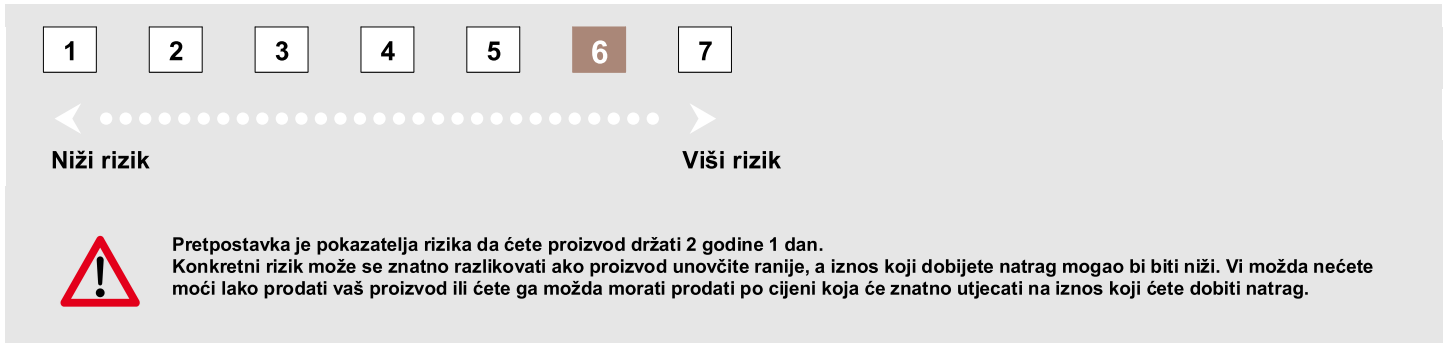 1 2 3 4 5 6 7
Niži rizik Viši rizik
Pretpostavka je pokazatelja rizika da ćete proizvod držati 2 godine 1 dan.
Konkretni rizik može se znatno razlikovati ako proizvod unovčite ranije, a iznos koji dobijete natrag mogao bi biti niži. Vi možda nećete
moći lako prodati vaš proizvod ili ćete ga možda morati prodati po cijeni koja će znatno utjecati na iznos koji ćete dobiti natrag.